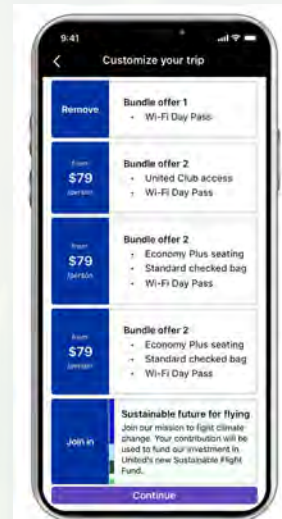 9:41
Customize your trip
Remove
Bundle offer 1
• Wi-Fi Day Pass
from
$79
/person
Bundle offer 2
• United Club access
• Wi-Fi Day Pass
from
$79
/person
Bundle offer 2
• Economy Plus seating
• Standard checked bag
• Wi-Fi Day Pass
from
$79
/person
Bundle offer 2
• Economy Plus seating
• Standard checked bag
• Wi-Fi Day Pass
Join in
Sustainable future for flying
Join our mission to fight climate
change. Your contribution will be
used to fund our investment in
United's new Sustainable Flight
Fund.
Continue